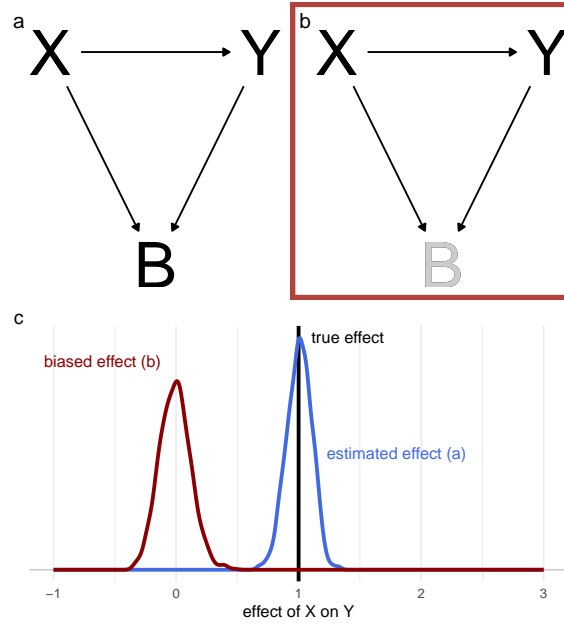 a
X
Y
B
b
X
Y
B
c
true effect
biased effect (b)
estimated effect (a)
−1
0
1
2
3
effect of X on Y